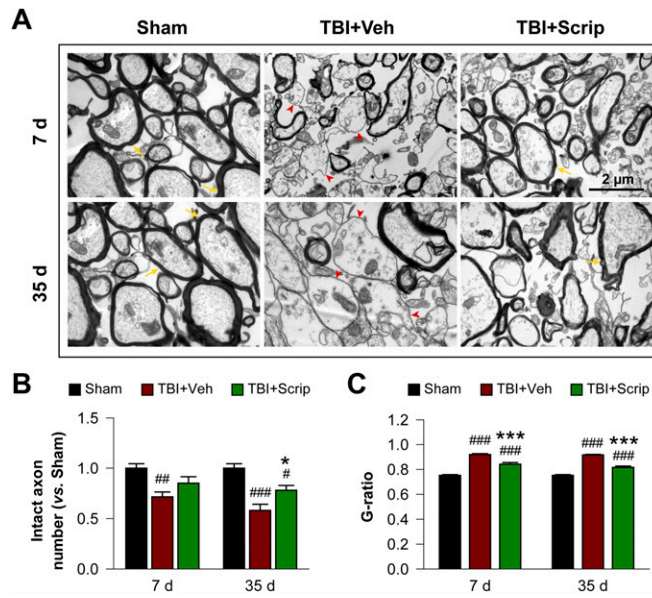 A
Sham
TBI+Veh
TBI+Scrip
7 d
2 µm
35 d
B
Sham
TBI+Veh
TBI+Scrip
Intact axon
number (vs. Sham)
1.5
1.0
0.5
0.0
##
###
*
#
7 d
35 d
C
Sham
TBI+Veh
TBI+Scrip
G-ratio
1.2
1.0
0.8
0.6
0.4
0.2
0.0
###
***
###
###
***
###
7 d
35 d